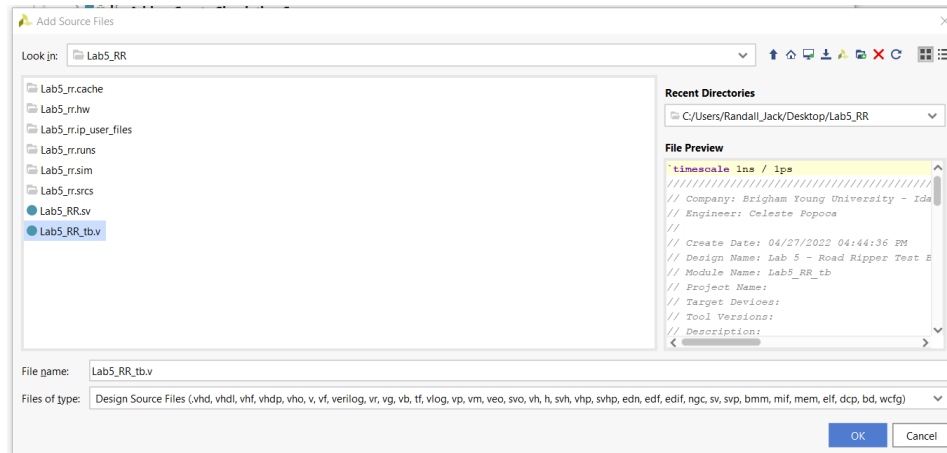 Add Source Files
Look in: Lab5_RR
Lab5_rr.cache
Lab5_rr.hw
Lab5_rr.ip_user_files
Lab5_rr.runs
Lab5_rr.sim
Lab5_rr.srcs
Lab5_RR.sv
Lab5_RR_tb.v
Recent Directories
C:/Users/Randall_Jack/Desktop/Lab5_RR
File Preview
`timescale 1ns / 1ps
//////////////////////////////////////////
// Company: Brigham Young University - Ida
// Engineer: Celeste Popoca
//
// Create Date: 04/27/2022 04:44:36 PM
// Design Name: Lab 5 - Road Ripper Test B
// Module Name: Lab5_RR_tb
// Project Name:
// Target Devices:
// Tool Versions:
// Description:
File name: Lab5_RR_tb.v
Files of type: Design Source Files (.vhd, vhdl, vhf, vhdp, vho, v, vf, verilog, vr, vg, vb, tf, vlog, vp, vm, veo, svo, vh, h, svh, vhp, svhp, edn, edf, edif, ngc, sv, svp, bmm, mif, mem, elf, dcp, bd, wcfg)
OK Cancel